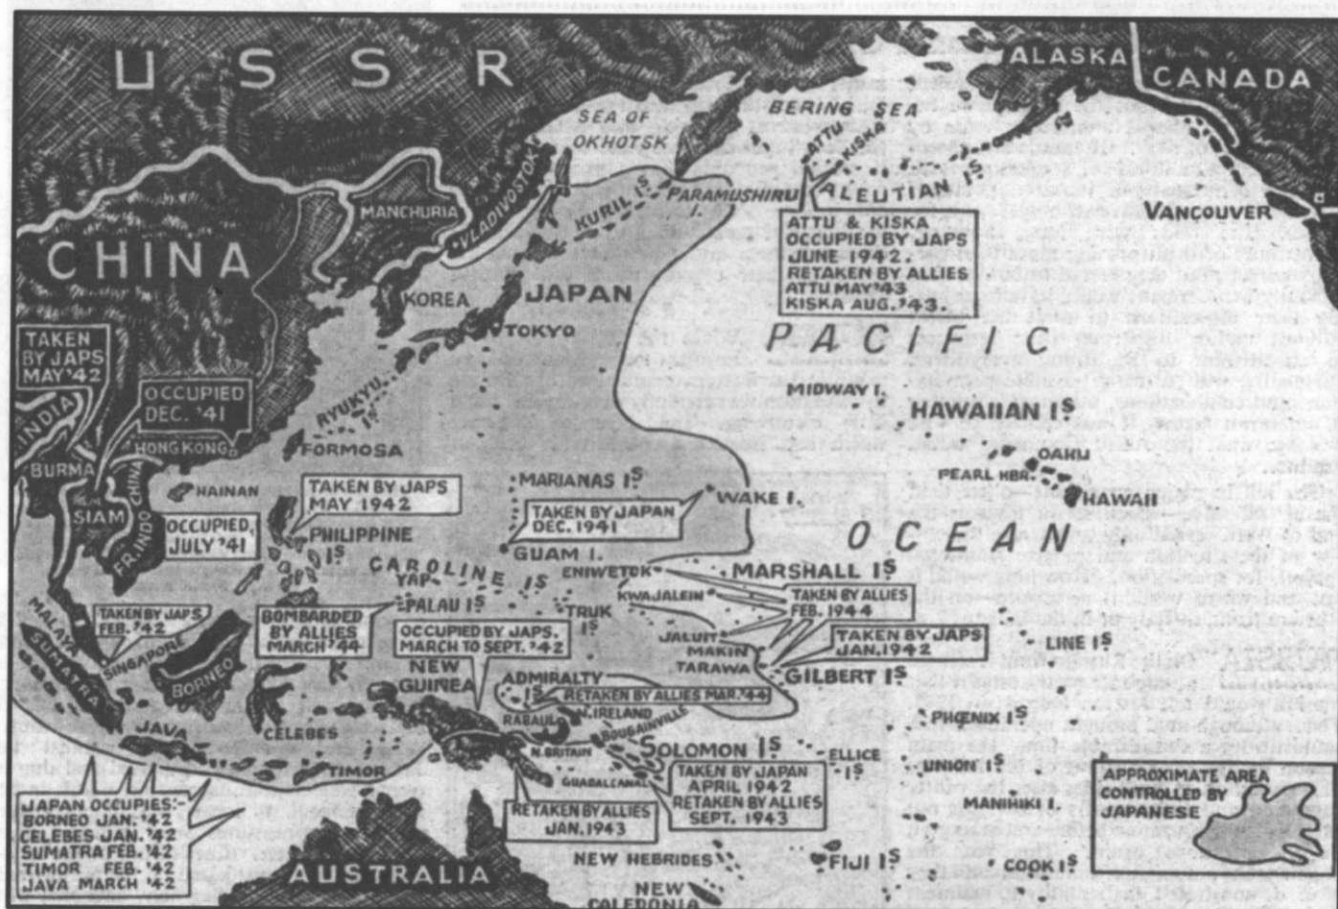 U S S R
ALASKA
CANADA
BERING SEA
SEA OF
OKHOTSK
ATTU
KISKA
ALEUTIAN IS
PARAMUSHIRU
I.
KURIL IS.
VANCOUVER
MANCHURIA
VLADIVOSTOK
CHINA
KOREA
JAPAN
TOKYO
ATTU & KISKA
OCCUPIED BY JAPS
JUNE 1942.
RETAKEN BY ALLIES
ATTU MAY '43
KISKA AUG. '43.
PACIFIC
OCEAN
MIDWAY I.
HAWAIIAN IS
OAHU
PEARL HBR.
HAWAII
TAKEN
BY JAPS
MAY '42
OCCUPIED
DEC. '41
INDIA
BURMA
HONG KONG
RYUKYU IS
FORMOSA
HAINAN
SIAM
FR. INDO CHINA
OCCUPIED,
JULY '41
TAKEN BY JAPS
MAY 1942
PHILIPPINE
IS
MARIANAS IS
TAKEN BY JAPAN
DEC. 1941
WAKE I.
GUAM I.
CAROLINE IS
YAP
PALAU IS
TRUK
IS
ENIWETOK
MARSHALL IS
KWAJALEIN
TAKEN BY ALLIES
FEB. 1944
JALUIT
MAKIN
TARAWA
TAKEN BY JAPS
JAN. 1942
GILBERT IS
LINE IS
MALAYA
TAKEN BY JAPS.
FEB. '42
SINGAPORE
SUMATRA
BORNEO
BOMBARDED
BY ALLIES
MARCH '44
OCCUPIED BY JAPS.
MARCH TO SEPT. '42
NEW
GUINEA
ADMIRALTY
IS
RETAKEN BY ALLIES MAR. '44
RABAUL
N. IRELAND
BOUGAINVILLE
N. BRITAIN
SOLOMON IS
GUADALCANAL
JAVA
CELEBES
TIMOR
TAKEN BY JAPAN
APRIL 1942
RETAKEN BY ALLIES
SEPT. 1943
RETAKEN BY ALLIES
JAN. 1943
ELLICE
IS
PHŒNIX IS
UNION IS
MANIHIKI I.
JAPAN OCCUPIES:-
BORNEO JAN. '42
CELEBES JAN. '42
SUMATRA FEB. '42
TIMOR FEB. '42
JAVA MARCH '42
AUSTRALIA
NEW HEBRIDES
FIJI IS
COOK IS
NEW
CALEDONIA
APPROXIMATE AREA
CONTROLLED BY
JAPANESE